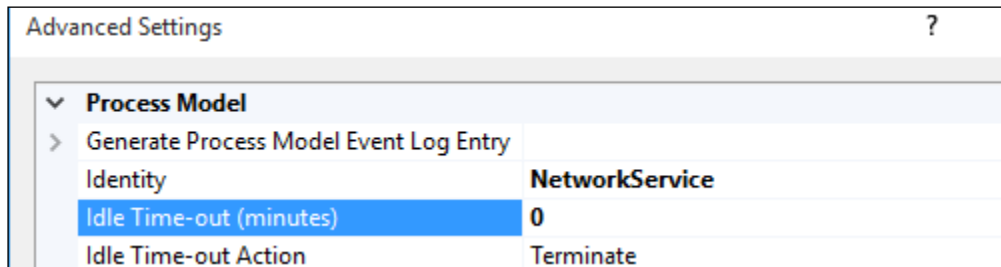 Advanced Settings ?
Process Model
Generate Process Model Event Log Entry
Identity NetworkService
Idle Time-out (minutes) 0
Idle Time-out Action Terminate